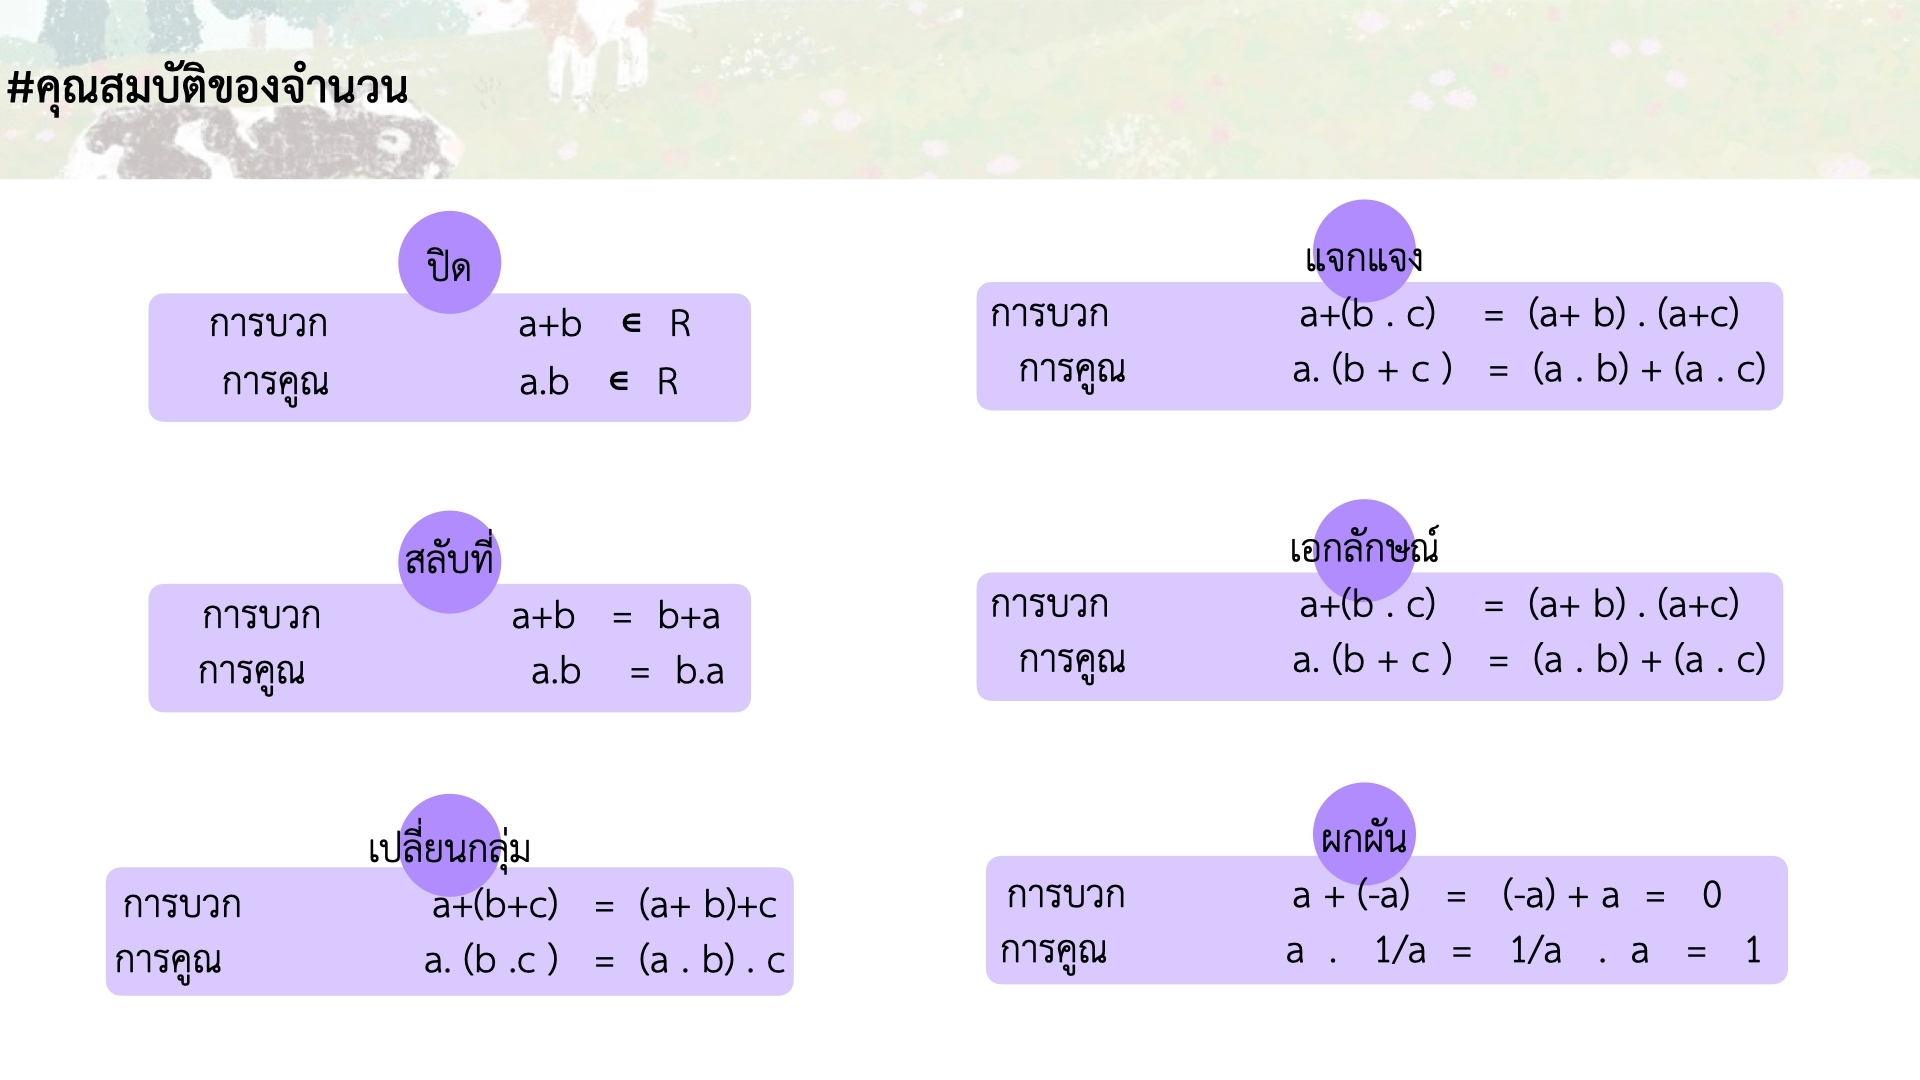 #คุณสมบัติของจำนวน
ปิด
การบวก a+b ∈ R
การคูณ a.b ∈ R
สลับที่
การบวก a+b = b+a
การคูณ a.b = b.a
เปลี่ยนกลุ่ม
การบวก a+(b+c) = (a+ b)+c
การคูณ a. (b .c ) = (a . b) . c
แจกแจง
การบวก a+(b . c) = (a+ b) . (a+c)
การคูณ a. (b + c ) = (a . b) + (a . c)
เอกลักษณ์
การบวก a+(b . c) = (a+ b) . (a+c)
การคูณ a. (b + c ) = (a . b) + (a . c)
ผกผัน
การบวก a + (-a) = (-a) + a = 0
การคูณ a . 1/a = 1/a . a = 1